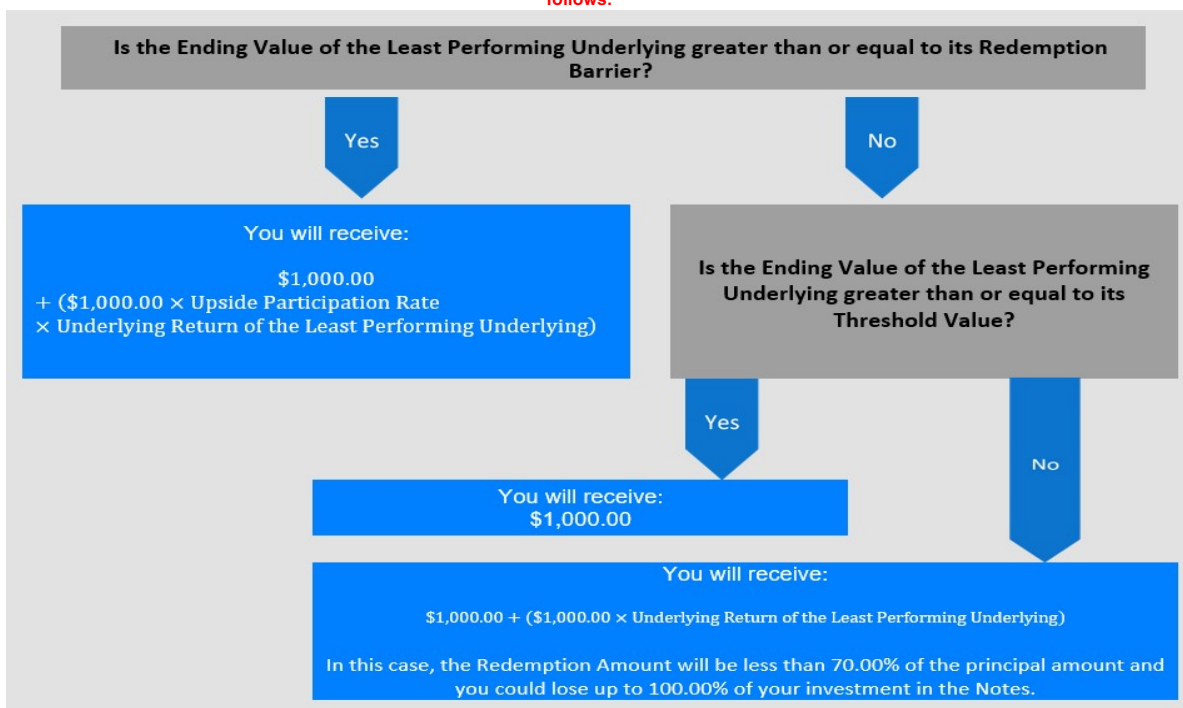 follows:
Is the Ending Value of the Least Performing Underlying greater than or equal to its Redemption
Barrier?
Yes
No
You will receive:
$1,000.00
+ ($1,000.00 × Upside Participation Rate
× Underlying Return of the Least Performing Underlying)
Is the Ending Value of the Least Performing
Underlying greater than or equal to its
Threshold Value?
Yes
No
You will receive:
$1,000.00
You will receive:
$1,000.00 + ($1,000.00 × Underlying Return of the Least Performing Underlying)
In this case, the Redemption Amount will be less than 70.00% of the principal amount and
you could lose up to 100.00% of your investment in the Notes.